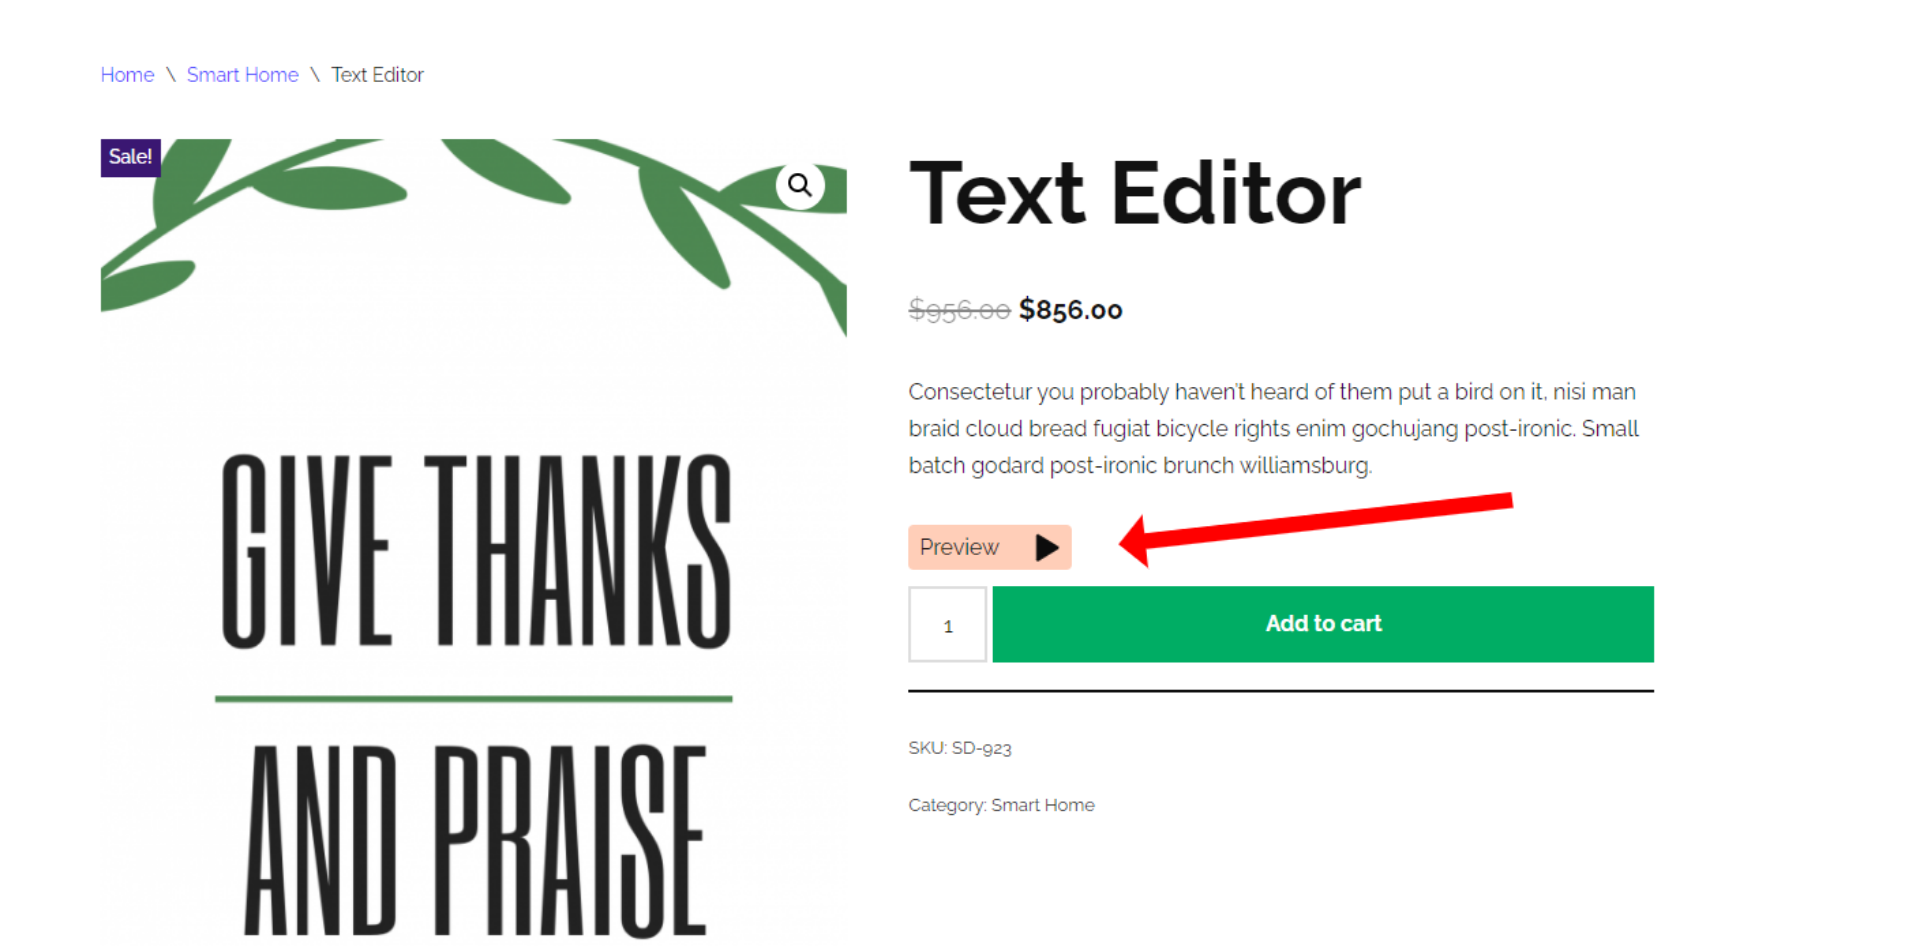 Home \ Smart Home \ Text Editor
Sale!
GIVE THANKS
AND PRAISE
Text Editor
$956.00 $856.00
Consectetur you probably haven't heard of them put a bird on it, nisi man
braid cloud bread fugiat bicycle rights enim gochujang post-ironic. Small
batch godard post-ironic brunch williamsburg.
Preview
1
Add to cart
SKU: SD-923
Category: Smart Home